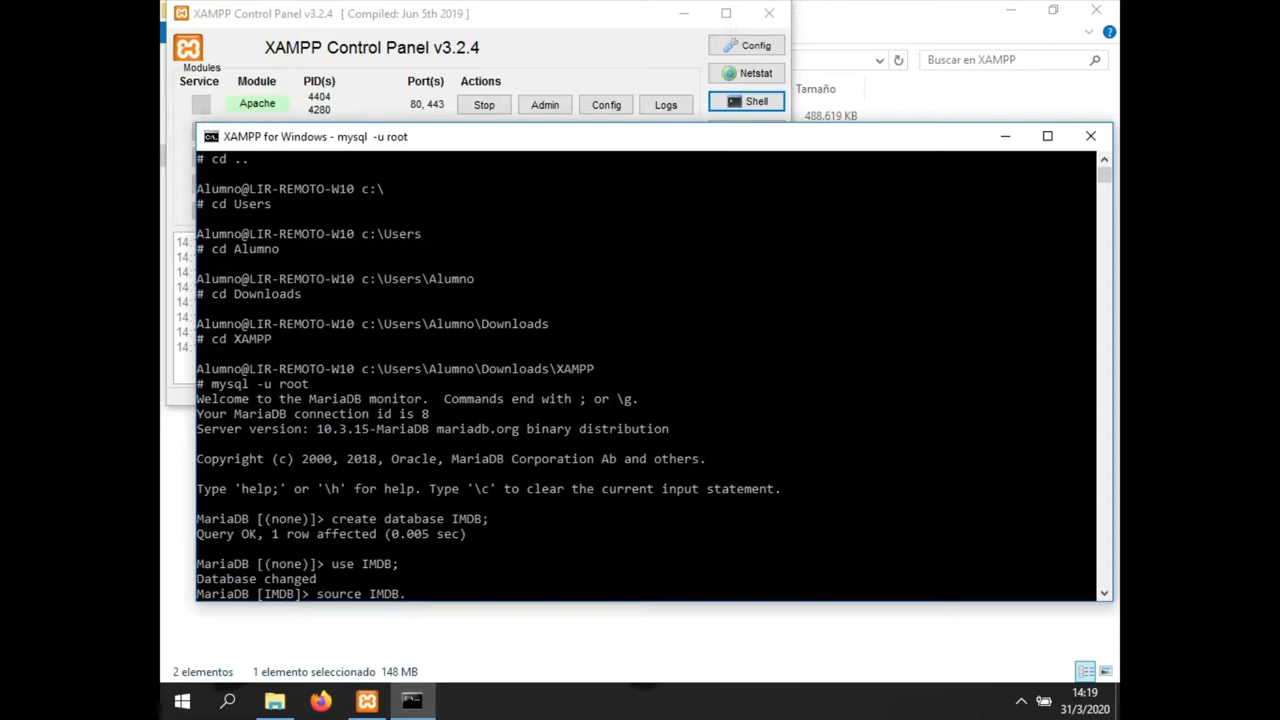 XAMPP Control Panel v3.2.4 [ Compiled: Jun 5th 2019 ]
XAMPP Control Panel v3.2.4
Config
Modules
Service Module PID(s) Port(s) Actions
Netstat
Buscar en XAMPP
Tamaño
Apache 4404 4280 80, 443 Stop Admin Config Logs
Shell
488.619 KB
XAMPP for Windows - mysql -u root
# cd ..
Alumno@LIR-REMOTO-W10 c:\
# cd Users
Alumno@LIR-REMOTO-W10 c:\Users
# cd Alumno
Alumno@LIR-REMOTO-W10 c:\Users\Alumno
# cd Downloads
Alumno@LIR-REMOTO-W10 c:\Users\Alumno\Downloads
# cd XAMPP
Alumno@LIR-REMOTO-W10 c:\Users\Alumno\Downloads\XAMPP
# mysql -u root
Welcome to the MariaDB monitor. Commands end with ; or \g.
Your MariaDB connection id is 8
Server version: 10.3.15-MariaDB mariadb.org binary distribution
Copyright (c) 2000, 2018, Oracle, MariaDB Corporation Ab and others.
Type 'help;' or '\h' for help. Type '\c' to clear the current input statement.
MariaDB [(none)]> create database IMDB;
Query OK, 1 row affected (0.005 sec)
MariaDB [(none)]> use IMDB;
Database changed
MariaDB [IMDB]> source IMDB.
14:
14:
14:
14:
14:
14:
14:
14:
2 elementos 1 elemento seleccionado 148 MB
14:19
31/3/2020